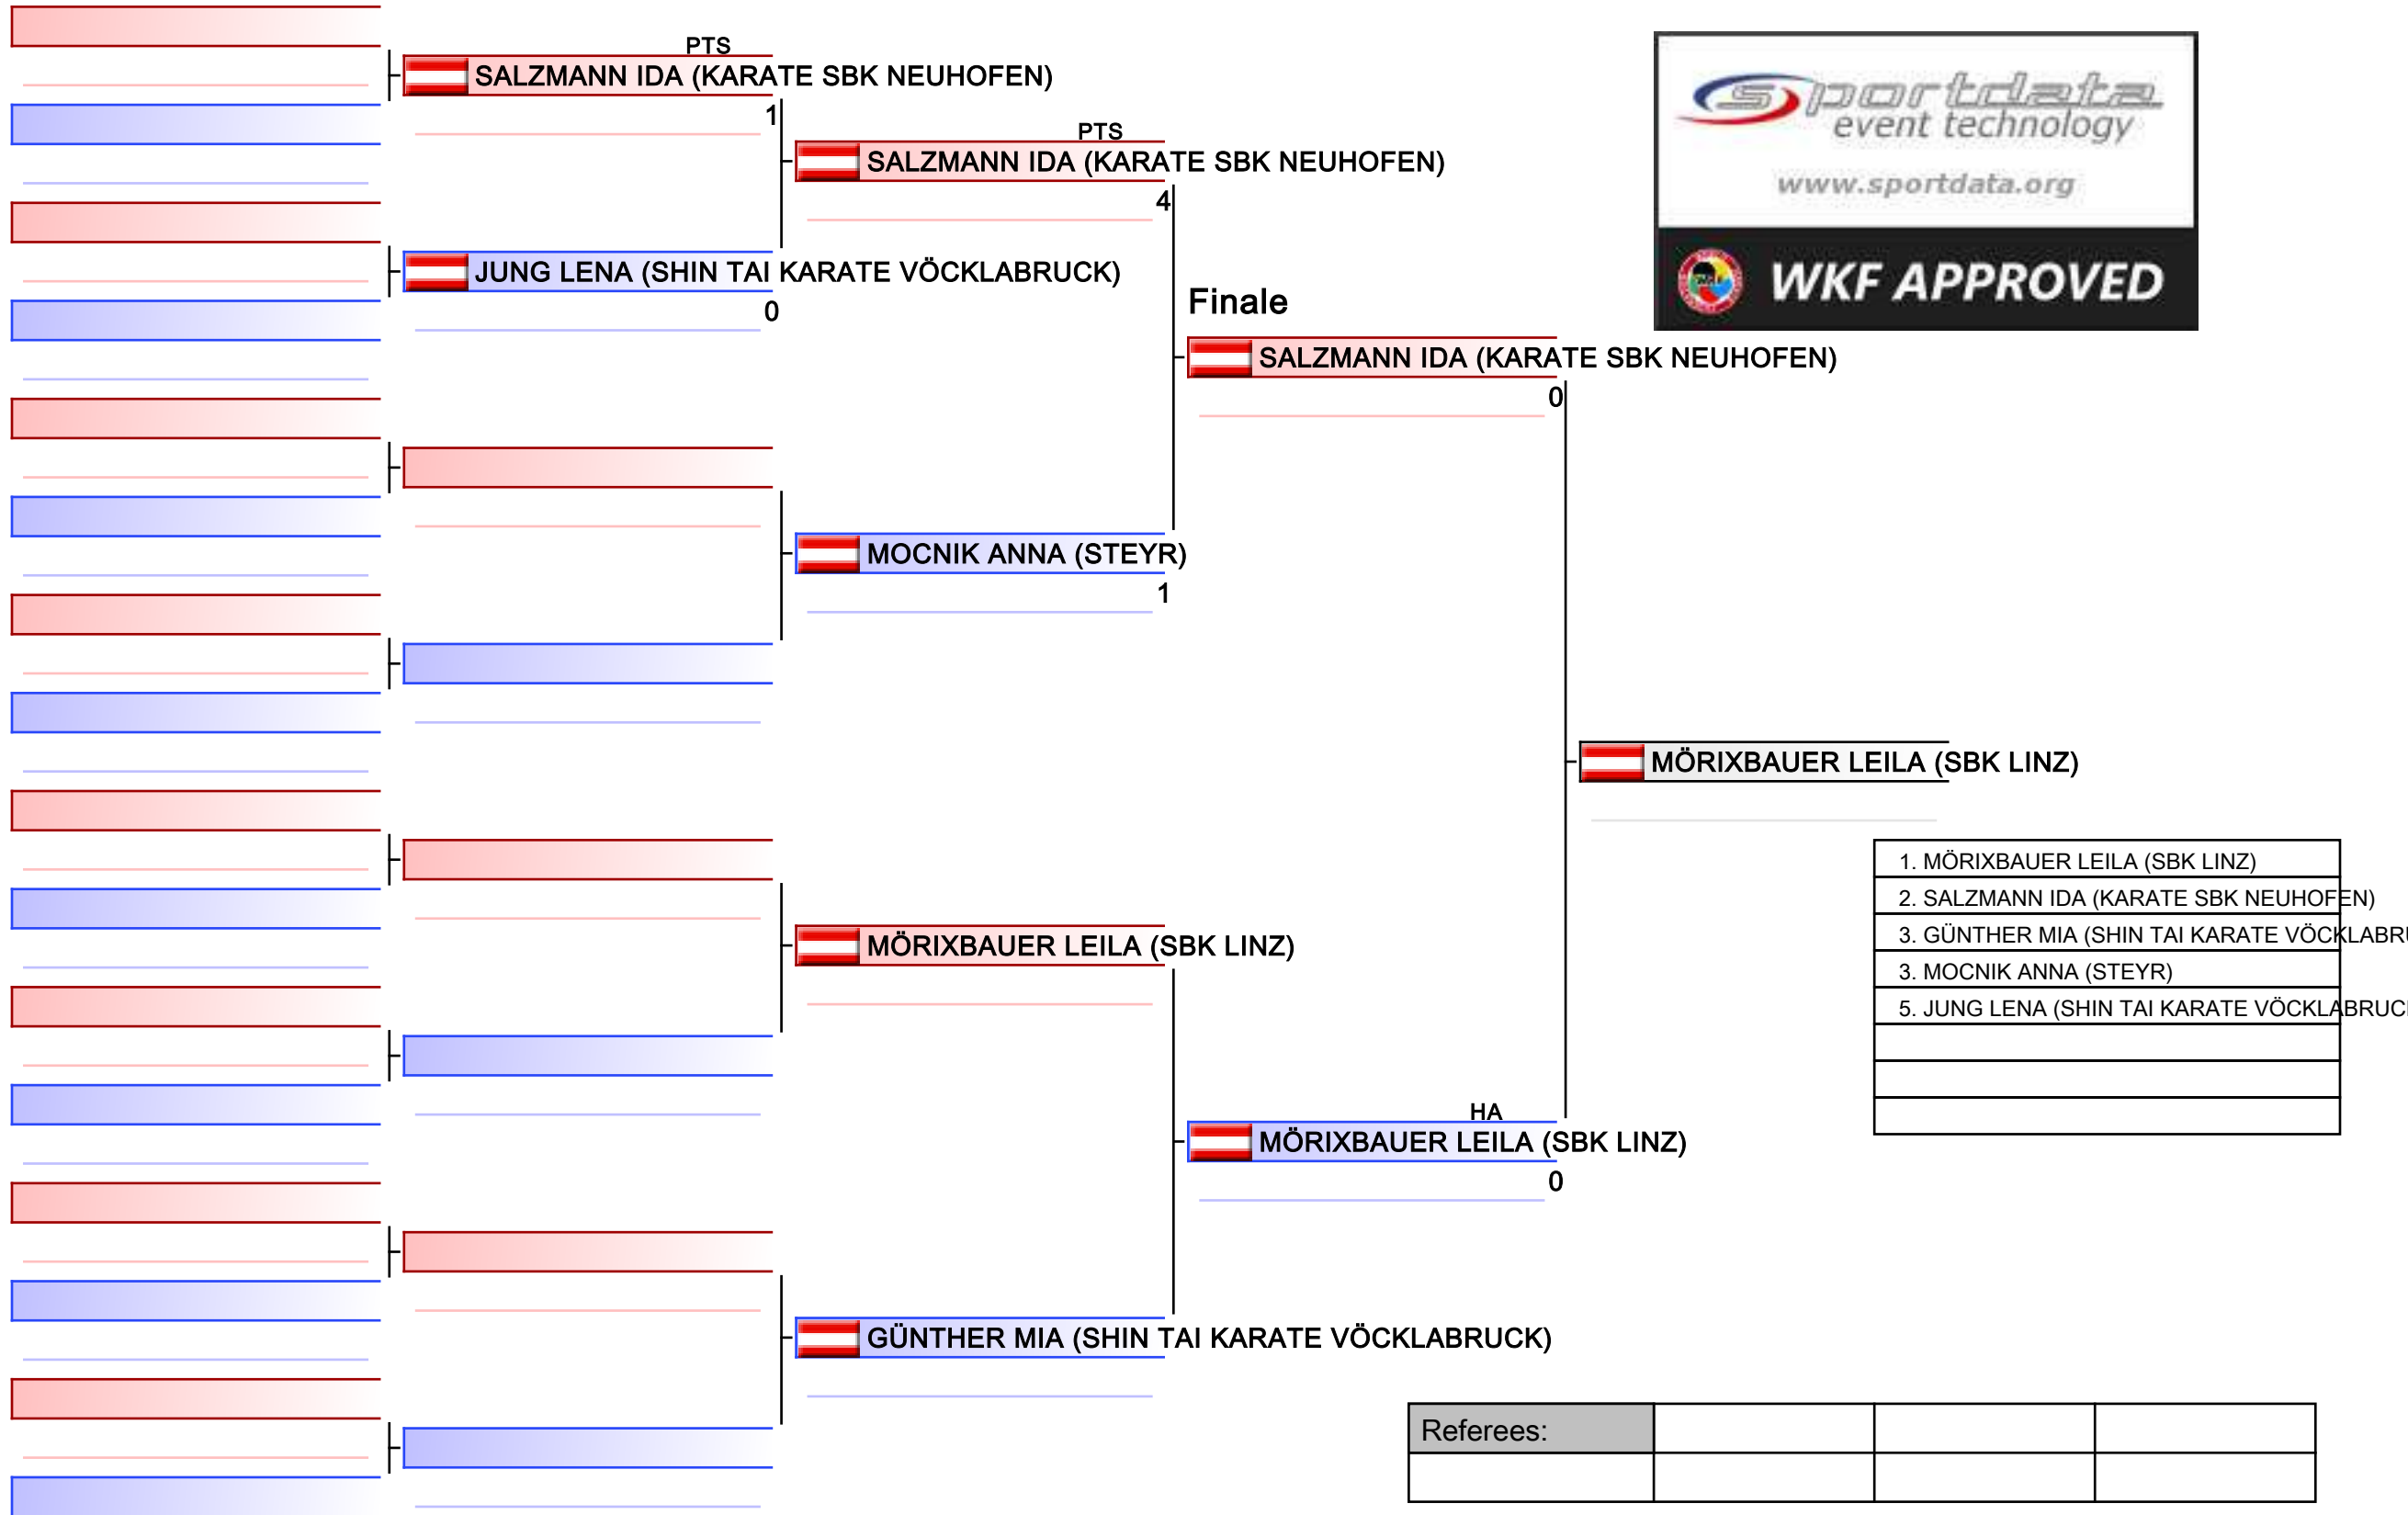 PTS
SALZMANN IDA (KARATE SBK NEUHOFEN)
1
PTS
SALZMANN IDA (KARATE SBK NEUHOFEN)
4
JUNG LENA (SHIN TAI KARATE VÖCKLABRUCK)
0
Finale
SALZMANN IDA (KARATE SBK NEUHOFEN)
0
MOCNIK ANNA (STEYR)
1
MÖRIXBAUER LEILA (SBK LINZ)
MÖRIXBAUER LEILA (SBK LINZ)
HA
MÖRIXBAUER LEILA (SBK LINZ)
0
GÜNTHER MIA (SHIN TAI KARATE VÖCKLABRUCK)
sportdata
event technology
www.sportdata.org
WKF APPROVED
1. MÖRIXBAUER LEILA (SBK LINZ)
2. SALZMANN IDA (KARATE SBK NEUHOFEN)
3. GÜNTHER MIA (SHIN TAI KARATE VÖCKLABRU
3. MOCNIK ANNA (STEYR)
5. JUNG LENA (SHIN TAI KARATE VÖCKLABRUC
Referees: